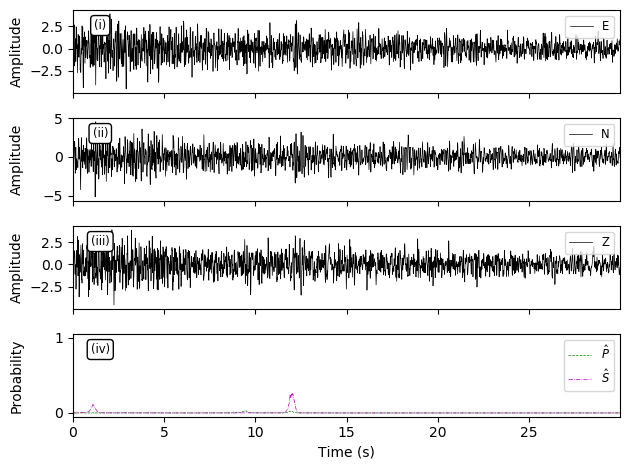 Amplitude
2.5
0.0
−2.5
(i)
E
Amplitude
5
0
−5
(ii)
N
Amplitude
2.5
0.0
−2.5
(iii)
Z
Probability
1
0
(iv)
P̂
Ŝ
0 5 10 15 20 25
Time (s)